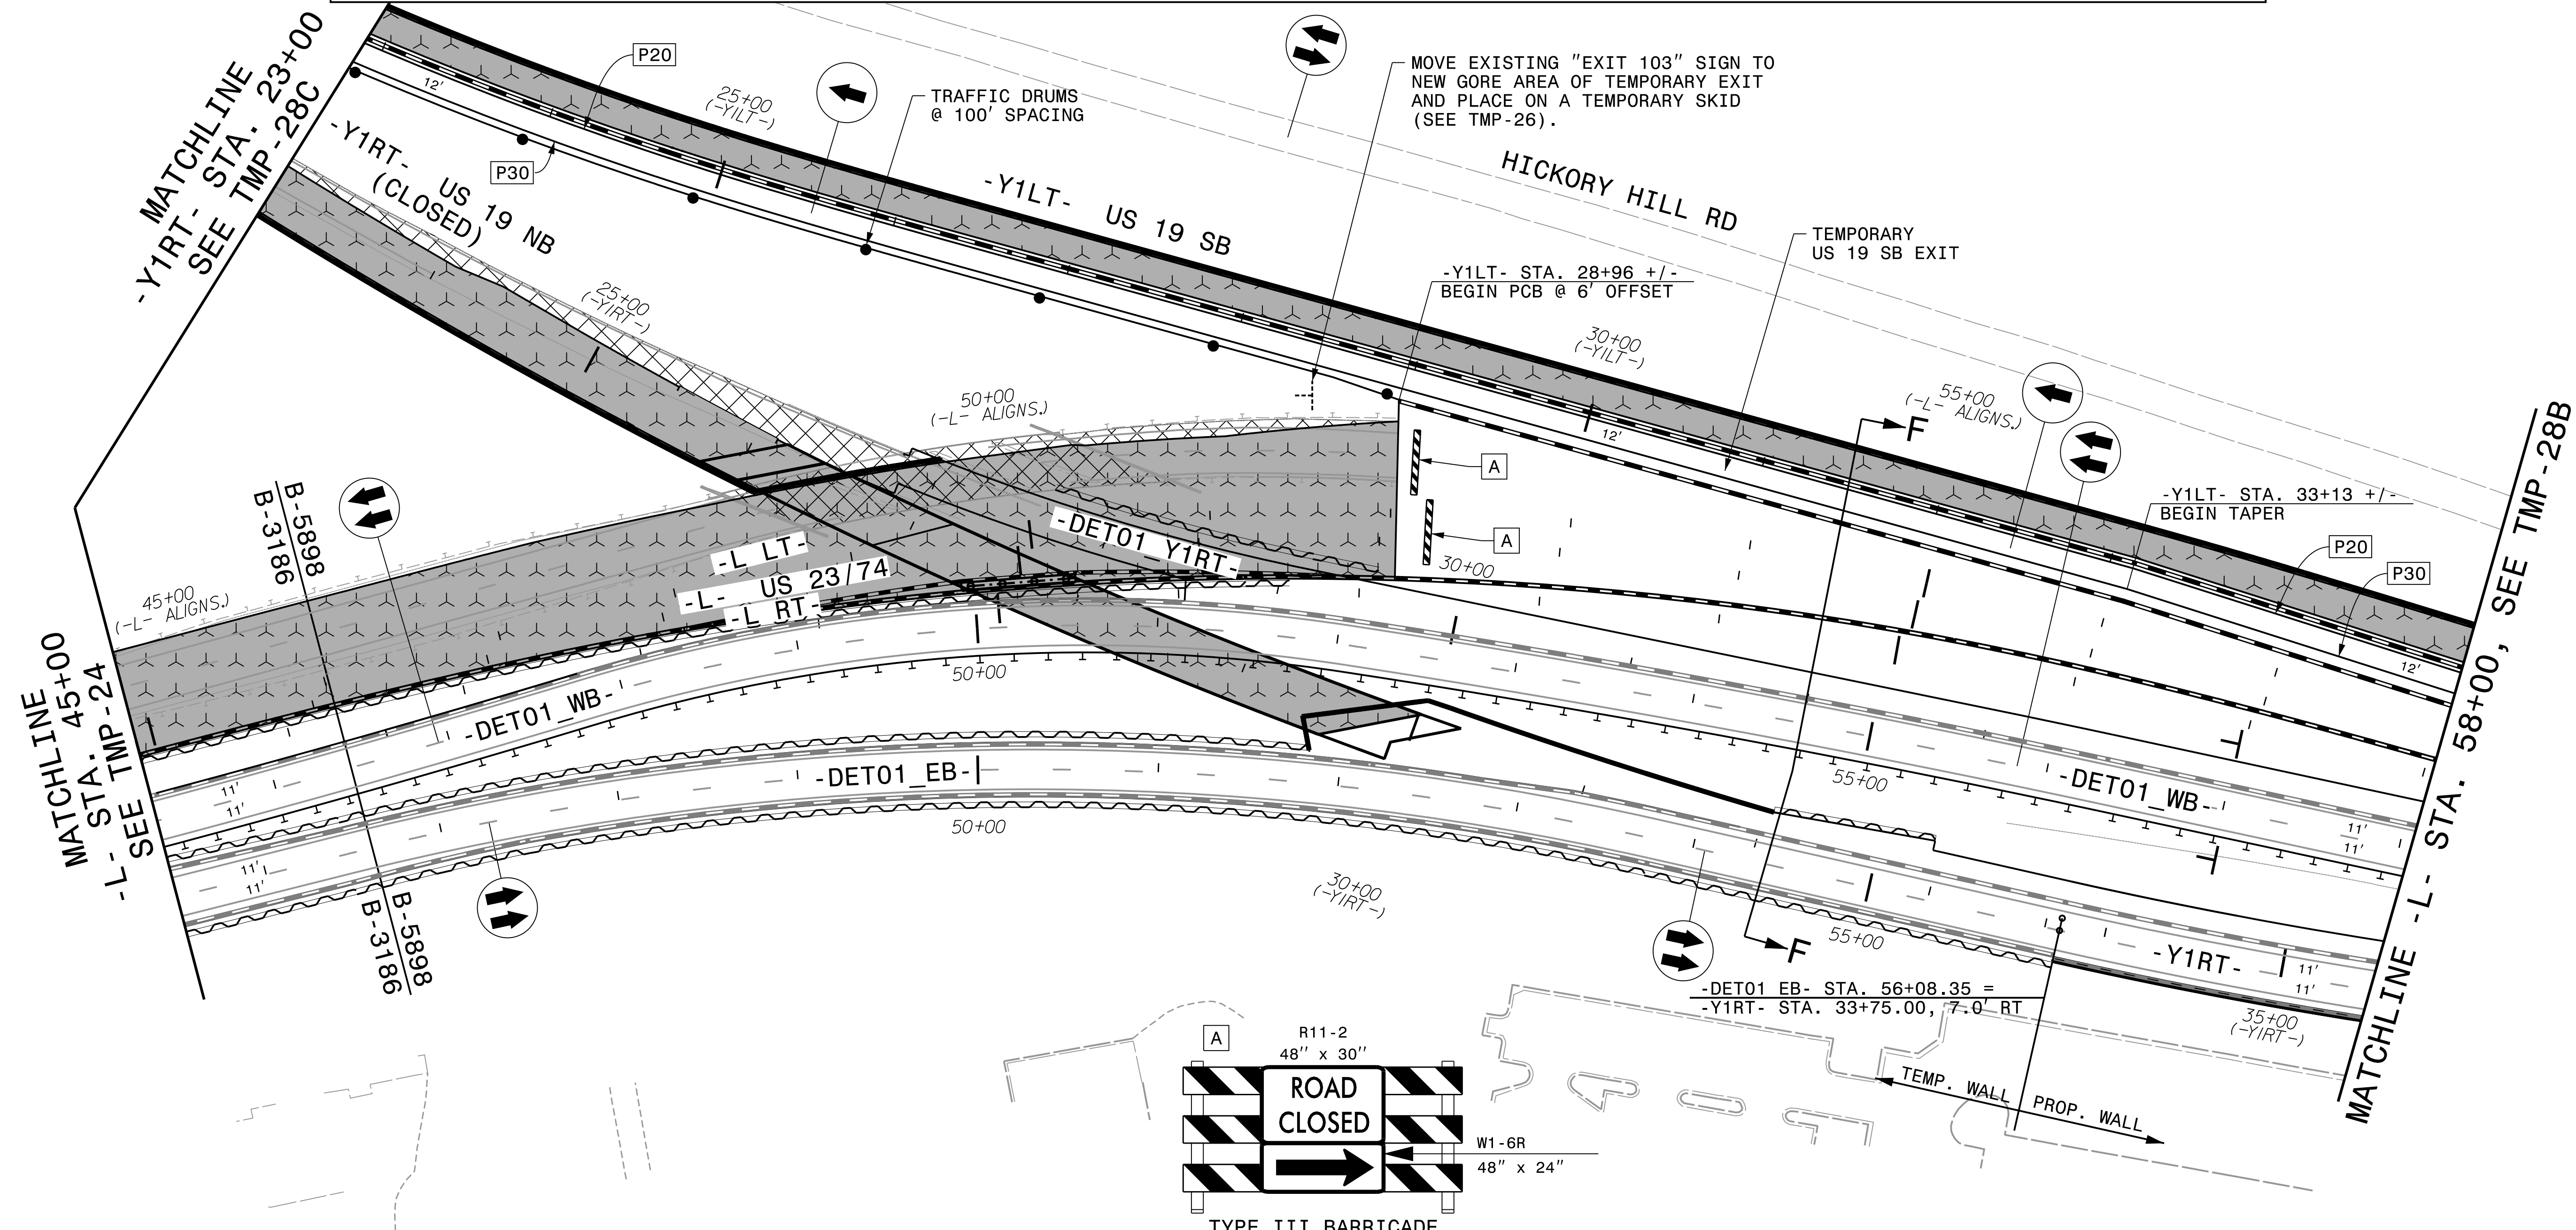 MATCHLINE
-Y1RT- STA. 23+00
SEE TMP-28C
12'
P20
P30
25+00
(-Y1LT-)
TRAFFIC DRUMS
@ 100' SPACING
MOVE EXISTING "EXIT 103" SIGN TO
NEW GORE AREA OF TEMPORARY EXIT
AND PLACE ON A TEMPORARY SKID
(SEE TMP-26).
HICKORY HILL RD
-Y1RT- US 19 NB
(CLOSED)
-Y1LT- US 19 SB
TEMPORARY
US 19 SB EXIT
-Y1LT- STA. 28+96 +/-
BEGIN PCB @ 6' OFFSET
25+00
(-Y1RT-)
30+00
(-Y1LT-)
50+00
(-L- ALIGNS.)
55+00
(-L- ALIGNS.)
12'
F
A
A
-Y1LT- STA. 33+13 +/-
BEGIN TAPER
P20
P30
12'
B-5898
B-3186
-L LT-
-L- US 23/74
-L RT-
-DET01 Y1RT-
30+00
45+00
(-L- ALIGNS.)
MATCHLINE
-L- STA. 45+00
SEE TMP-24
-DET01_WB-
50+00
11'
11'
-DET01_EB-
50+00
11'
11'
55+00
-DET01_WB-
11'
11'
B-5898
B-3186
30+00
(-Y1RT-)
55+00
F
-DET01 EB- STA. 56+08.35 =
-Y1RT- STA. 33+75.00, 7.0' RT
-Y1RT-
11'
11'
35+00
(-Y1RT-)
MATCHLINE -L- STA. 58+00, SEE TMP-28B
TEMP. WALL
PROP. WALL
A
R11-2
48" x 30"
ROAD
CLOSED
W1-6R
48" x 24"
TYPE III BARRICADE